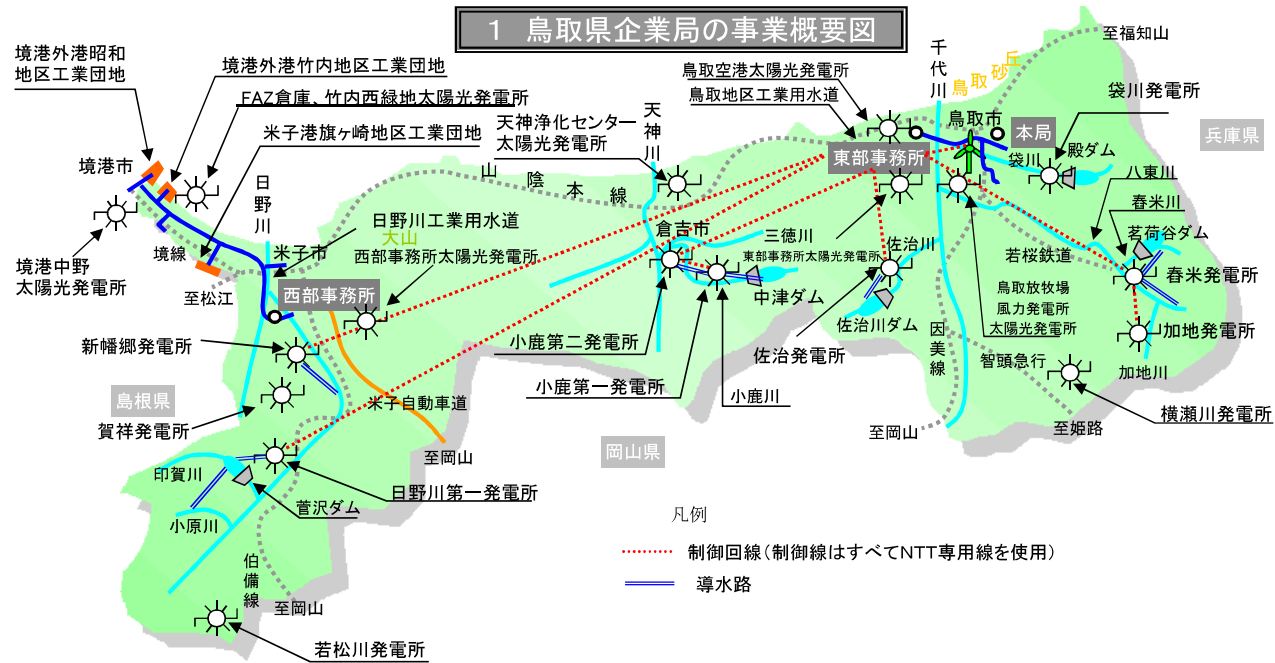 1 鳥取県企業局の事業概要図
境港外港昭和
地区工業団地
境港外港竹内地区工業団地
FAZ倉庫、竹内西緑地太陽光発電所
米子港旗ヶ崎地区工業団地
境港市
日野川
境港中野
太陽光発電所
境線
米子市
至松江
日野川工業用水道
大山
西部事務所太陽光発電所
西部事務所
山陰本線
天神浄化センター
太陽光発電所
天神川
鳥取空港太陽光発電所
鳥取地区工業用水道
千代川
鳥取砂丘
至福知山
袋川発電所
兵庫県
鳥取市
本局
東部事務所
袋川
殿ダム
八東川
舂米川
茗荷谷ダム
若桜鉄道
舂米発電所
倉吉市
三徳川
東部事務所太陽光発電所
佐治川
中津ダム
鳥取放牧場
風力発電所
太陽光発電所
佐治川ダム
因美線
加地発電所
小鹿第二発電所
佐治発電所
智頭急行
加地川
小鹿第一発電所
小鹿川
横瀬川発電所
新幡郷発電所
島根県
賀祥発電所
米子自動車道
至岡山
至岡山
至姫路
岡山県
印賀川
日野川第一発電所
菅沢ダム
小原川
伯備線
至岡山
若松川発電所
凡例
制御回線（制御線はすべてNTT専用線を使用）
導水路